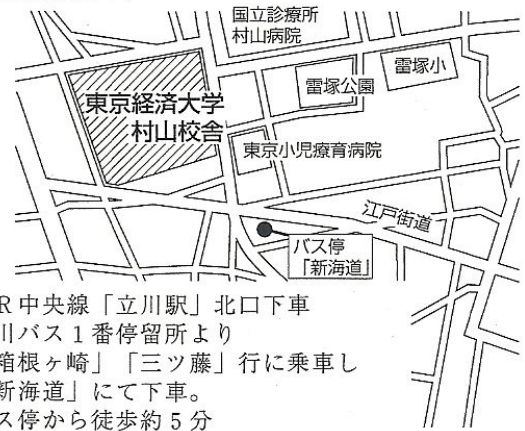 国立診療所
村山病院
雷塚小
雷塚公園
東京経済大学
村山校舎
東京小児療育病院
江戸街道
バス停
「新海道」
R中央線「立川駅」北口下車
川バス1番停留所より
箱根ヶ崎」「三ツ藤」行に乗車し
新海道」にて下車。
ス停から徒歩約5分